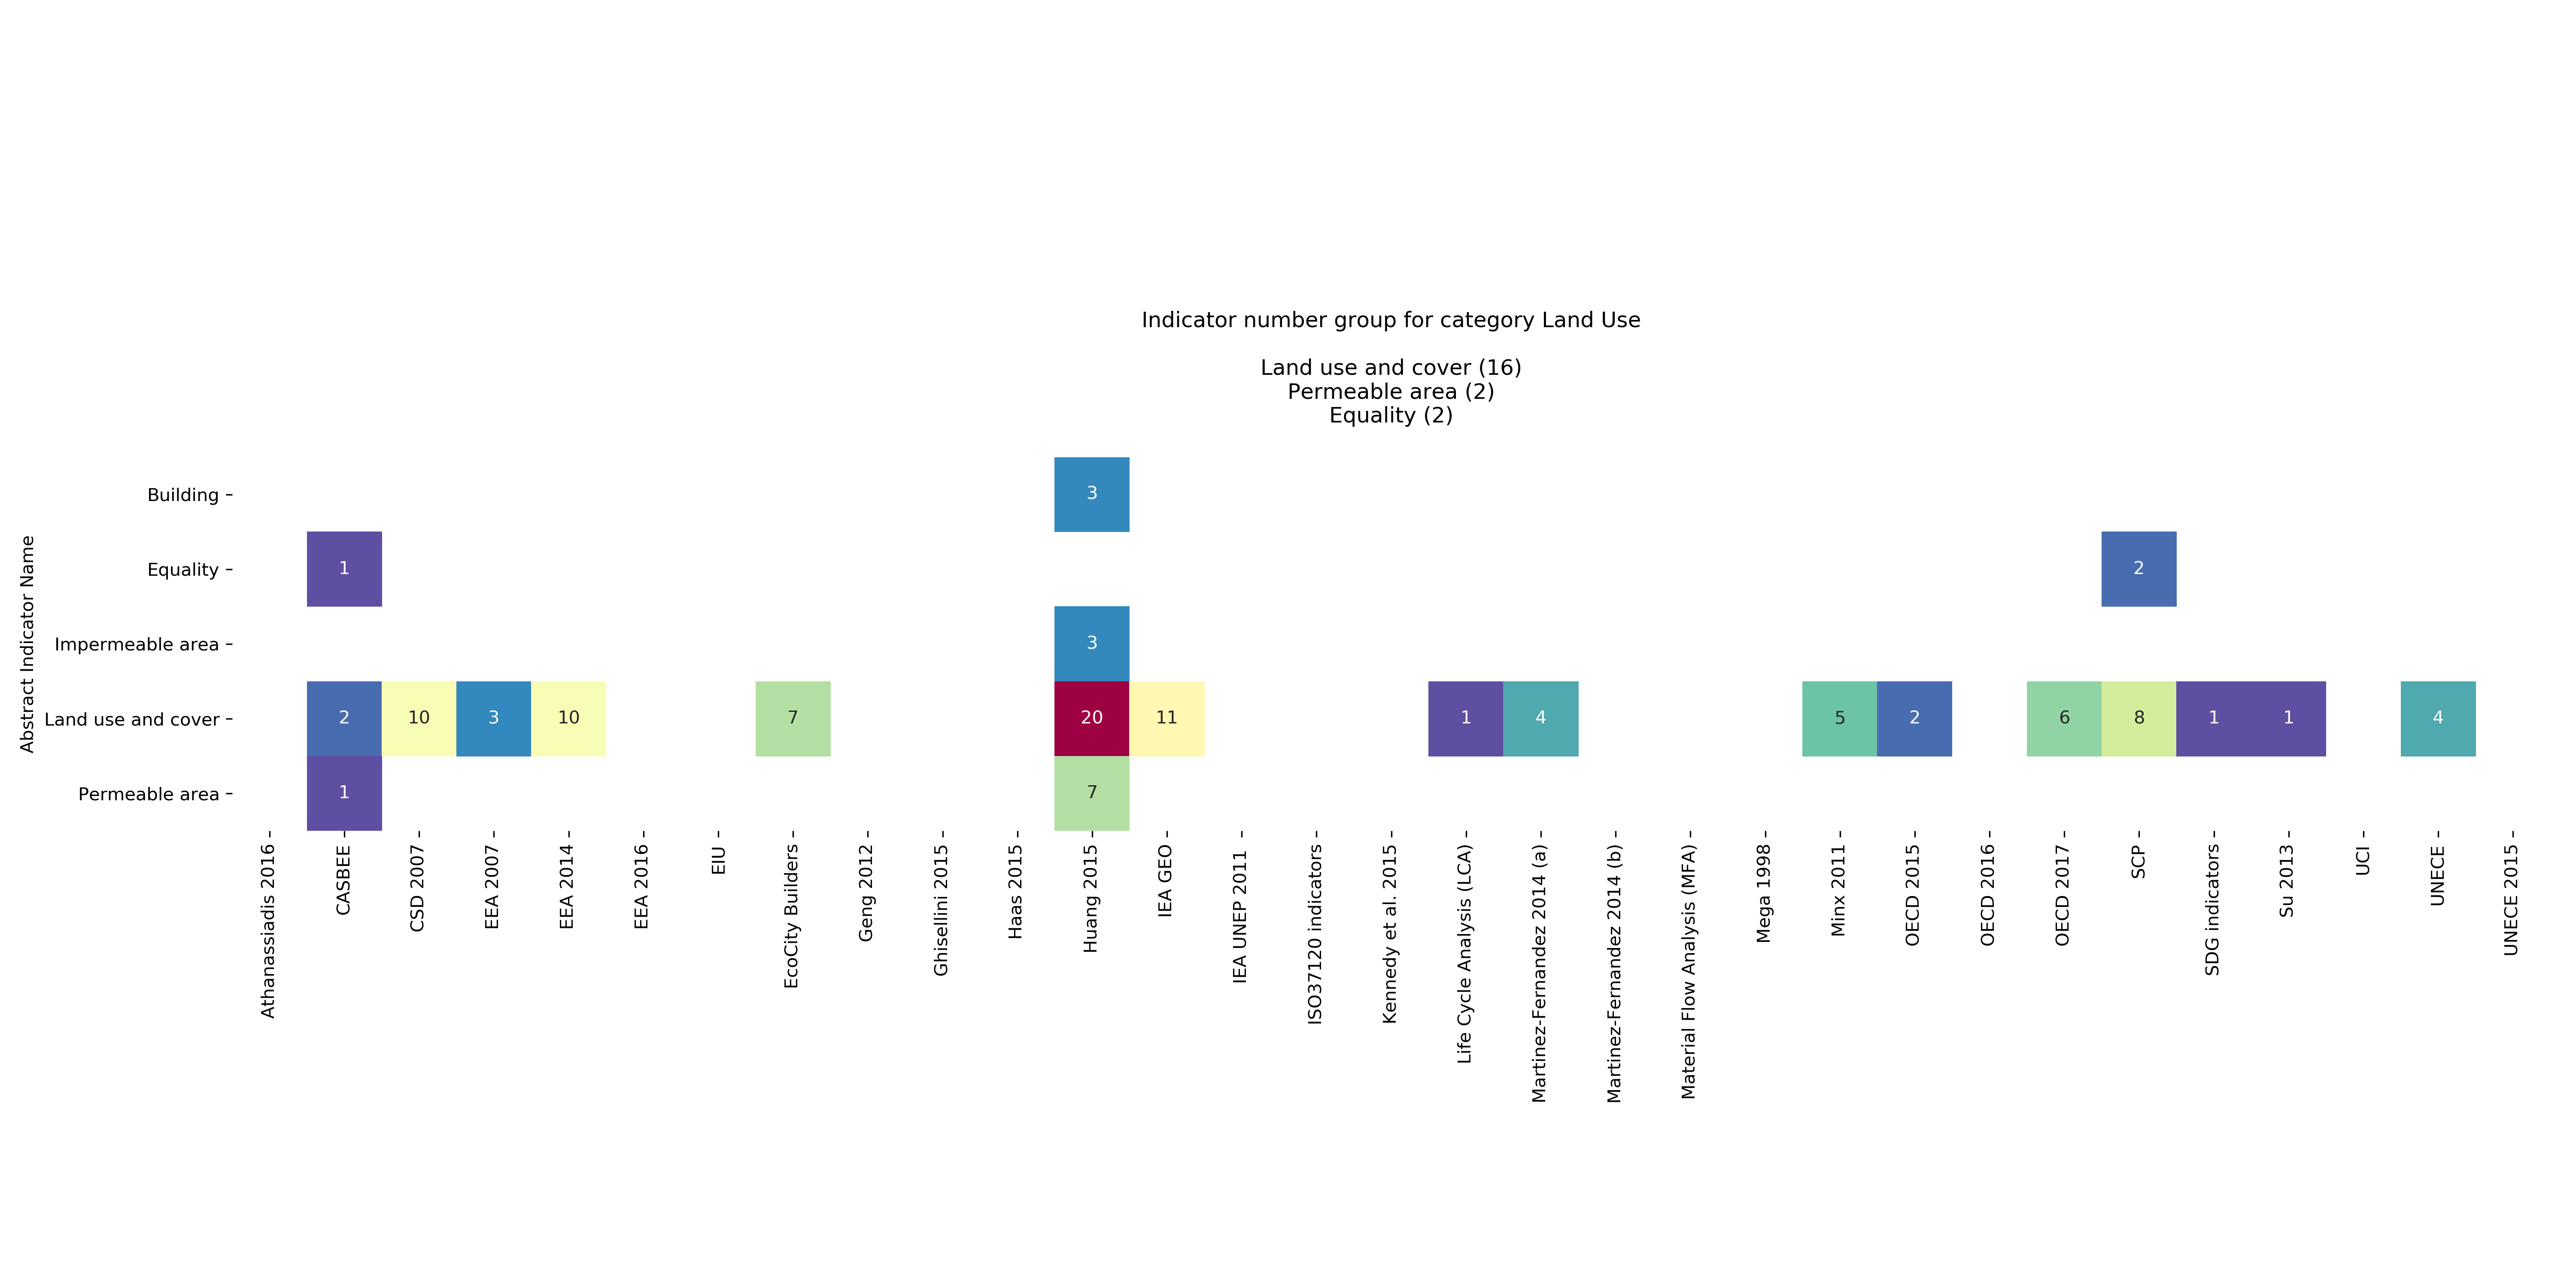 Indicator number group for category Land Use
Land use and cover (16)
Permeable area (2)
Equality (2)
Abstract Indicator Name
Building
3
Equality
1
2
Impermeable area
3
Land use and cover
2
10
3
10
7
20
11
1
4
5
2
6
8
1
1
4
Permeable area
1
7
Athanassiadis 2016
CASBEE
CSD 2007
EEA 2007
EEA 2014
EEA 2016
EIU
EcoCity Builders
Geng 2012
Ghisellini 2015
Haas 2015
Huang 2015
IEA GEO
IEA UNEP 2011
ISO37120 indicators
Kennedy et al. 2015
Life Cycle Analysis (LCA)
Martinez-Fernandez 2014 (a)
Martinez-Fernandez 2014 (b)
Material Flow Analysis (MFA)
Mega 1998
Minx 2011
OECD 2015
OECD 2016
OECD 2017
SCP
SDG indicators
Su 2013
UCI
UNECE
UNECE 2015